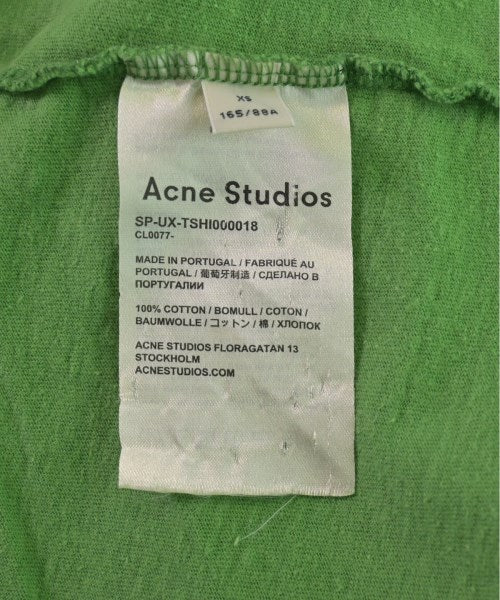 XS
165/88A
Acne Studios
SP-UX-TSHI000018
CL0077-
MADE IN PORTUGAL / FABRIQUÉ AU
PORTUGAL / 葡萄牙制造 / СДЕЛАНО В
ПОРТУГАЛИИ
100% COTTON / BOMULL / COTON /
BAUMWOLLE / コットン / 棉 / ХЛОПОК
ACNE STUDIOS FLORAGATAN 13
STOCKHOLM
ACNESTUDIOS.COM